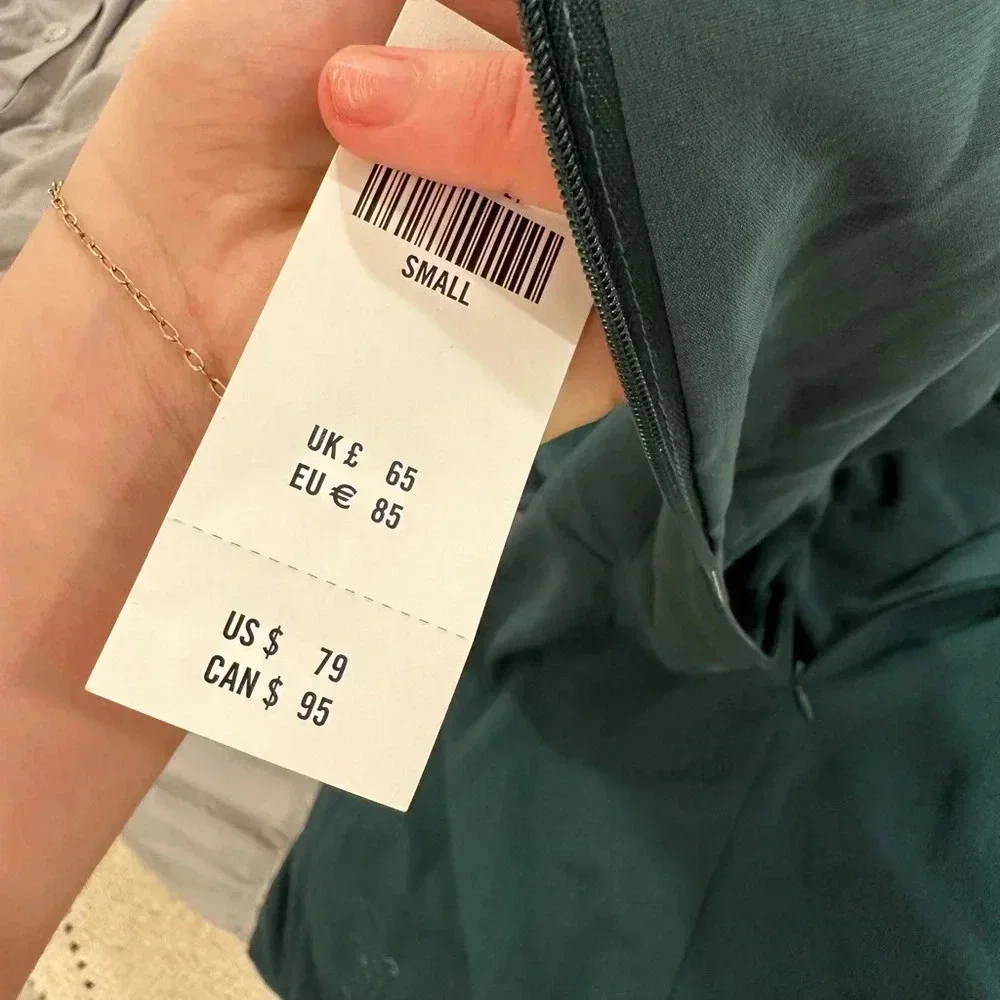 SMALL
UK £ 65
EU € 85
US $ 79
CAN $ 95